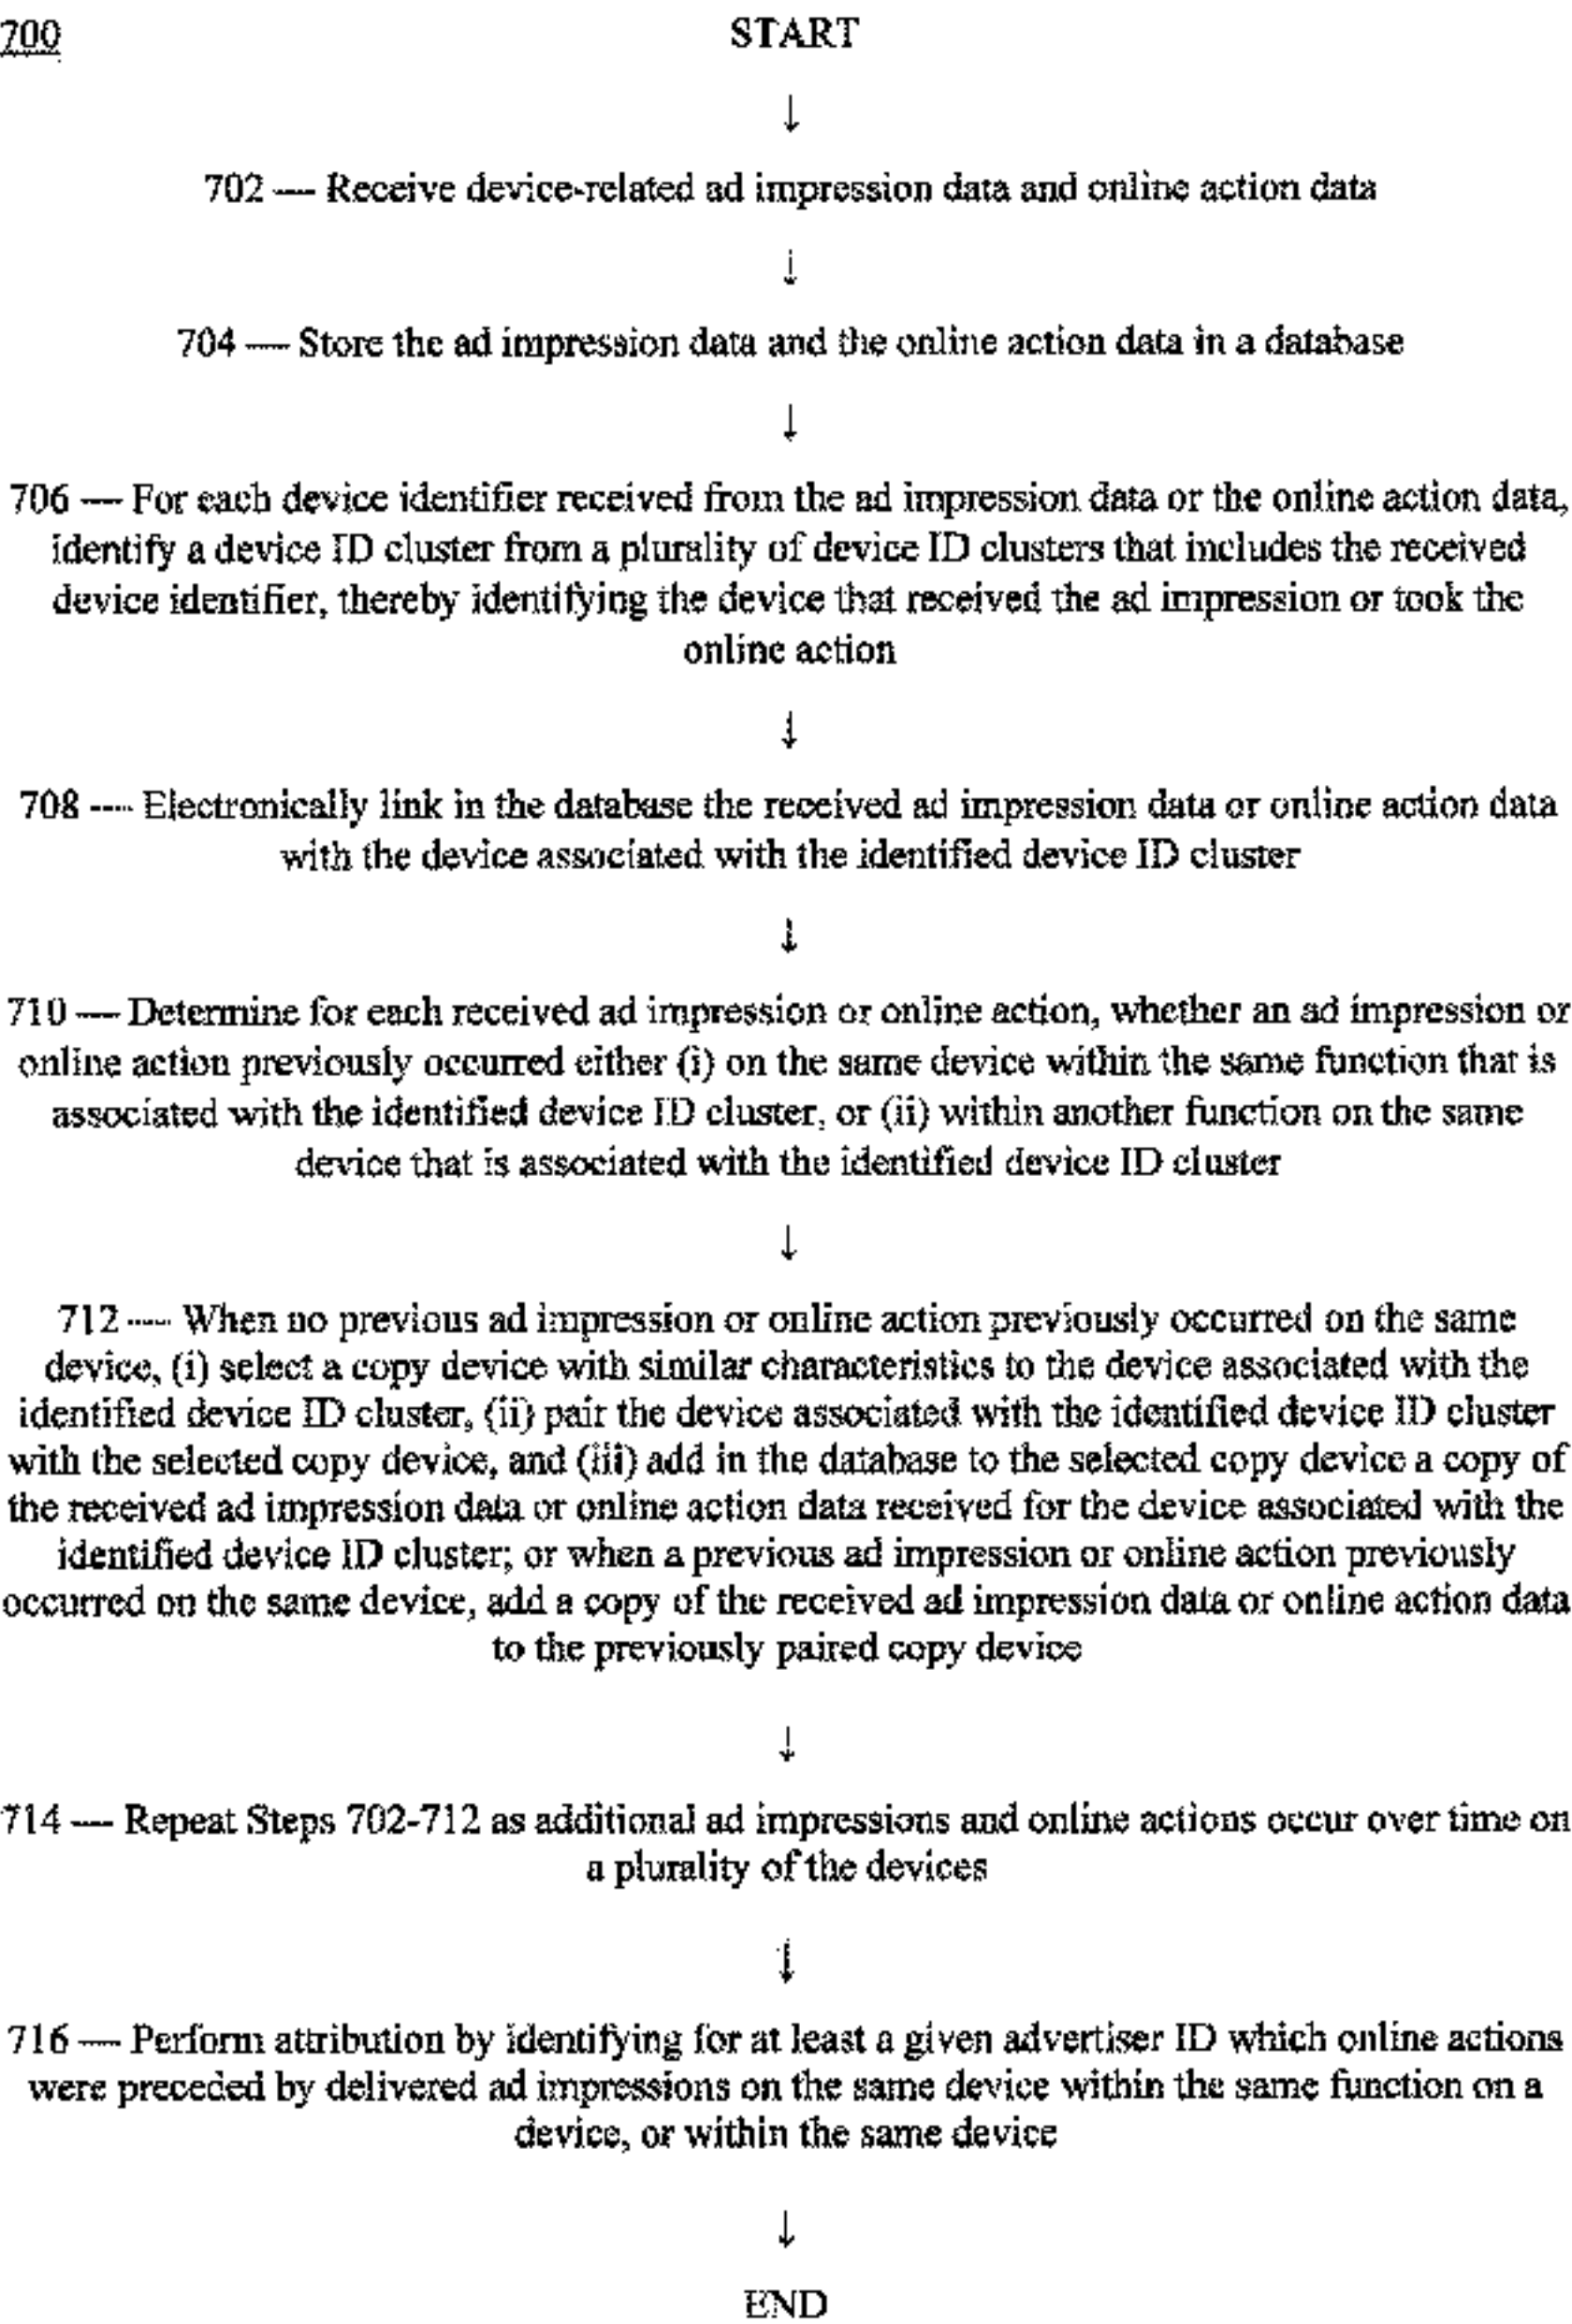 700
START
↓
702 — Receive device-related ad impression data and online action data
↓
704 — Store the ad impression data and the online action data in a database
↓
706 — For each device identifier received from the ad impression data or the online action data,
identify a device ID cluster from a plurality of device ID clusters that includes the received
device identifier, thereby identifying the device that received the ad impression or took the
online action
↓
708 — Electronically link in the database the received ad impression data or online action data
with the device associated with the identified device ID cluster
↓
710 — Determine for each received ad impression or online action, whether an ad impression or
online action previously occurred either (i) on the same device within the same function that is
associated with the identified device ID cluster, or (ii) within another function on the same
device that is associated with the identified device ID cluster
↓
712 — When no previous ad impression or online action previously occurred on the same
device, (i) select a copy device with similar characteristics to the device associated with the
identified device ID cluster, (ii) pair the device associated with the identified device ID cluster
with the selected copy device, and (iii) add in the database to the selected copy device a copy of
the received ad impression data or online action data received for the device associated with the
identified device ID cluster; or when a previous ad impression or online action previously
occurred on the same device, add a copy of the received ad impression data or online action data
to the previously paired copy device
↓
714 — Repeat Steps 702-712 as additional ad impressions and online actions occur over time on
a plurality of the devices
↓
716 — Perform attribution by identifying for at least a given advertiser ID which online actions
were preceded by delivered ad impressions on the same device within the same function on a
device, or within the same device
↓
END